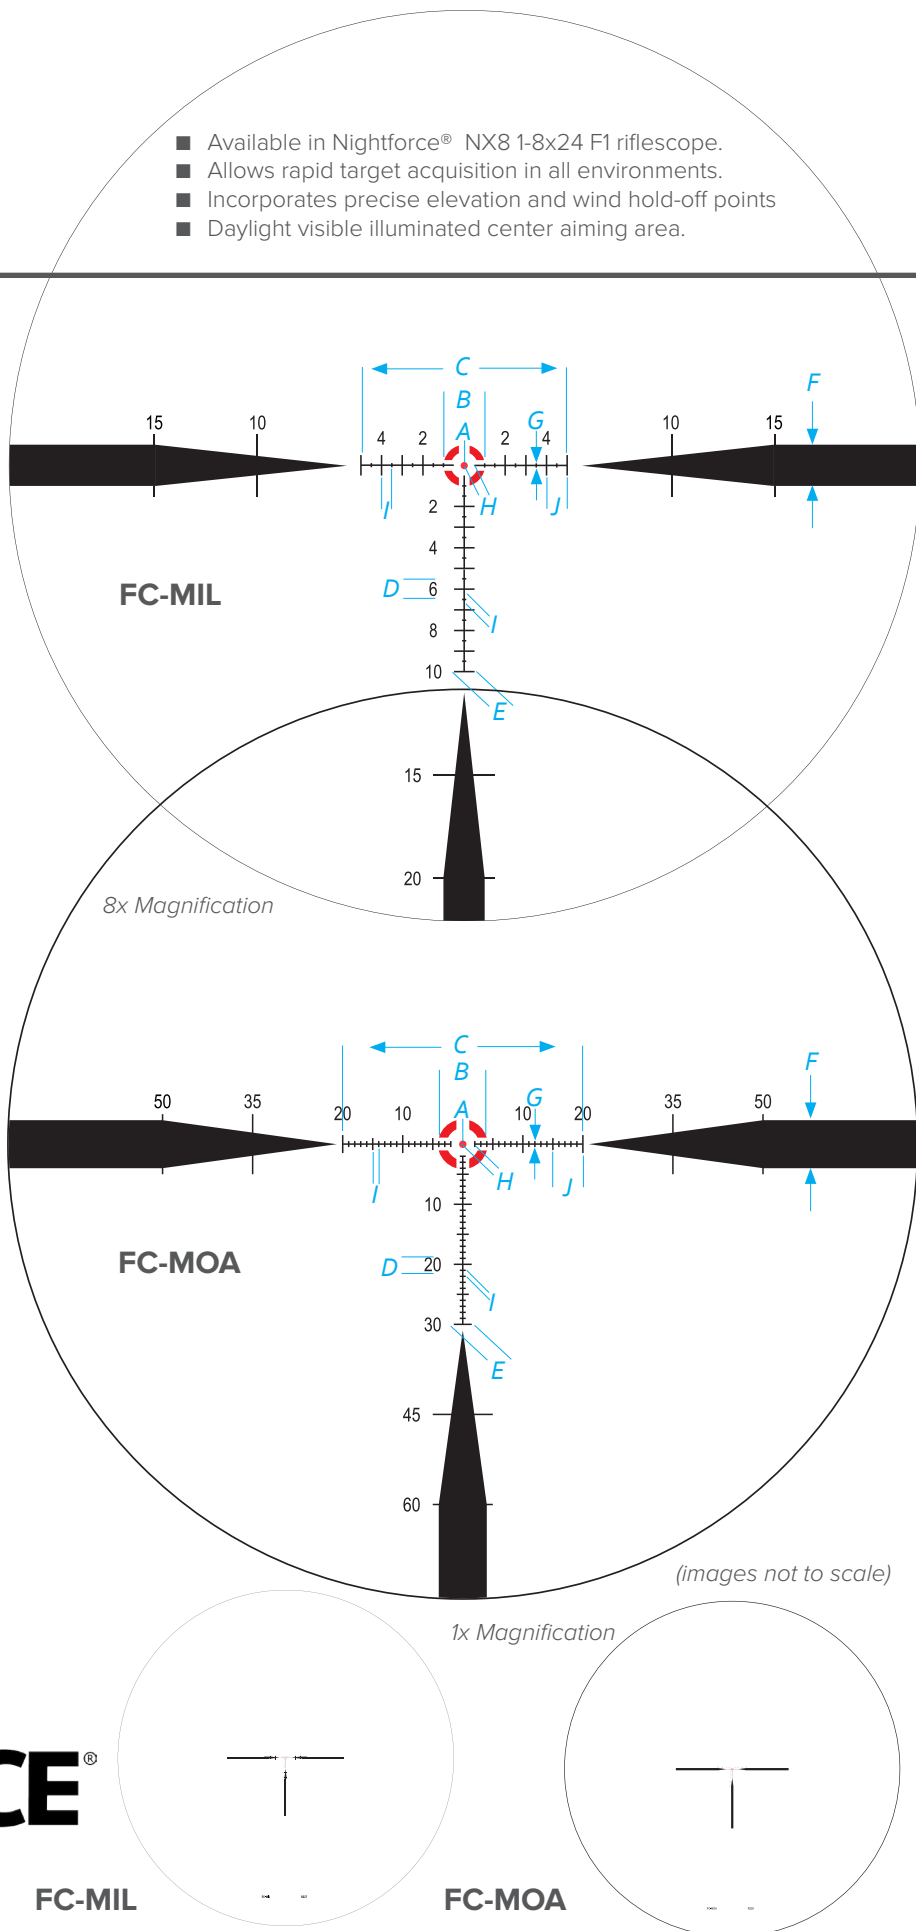 ■ Available in Nightforce® NX8 1-8x24 F1 riflescope.
■ Allows rapid target acquisition in all environments.
■ Incorporates precise elevation and wind hold-off points
■ Daylight visible illuminated center aiming area.
C
F
B
15 10 G 10 15
A
4 2 2 4
I H J
2
4
FC-MIL
D 6
I
8
10
E
15
20
8x Magnification
C
F
B
50 35 20 10 A 10 G 20 35 50
I H J
10
FC-MOA
D 20
I
30
E
45
60
(images not to scale)
1x Magnification
CE®
FC-MIL FC-MOA